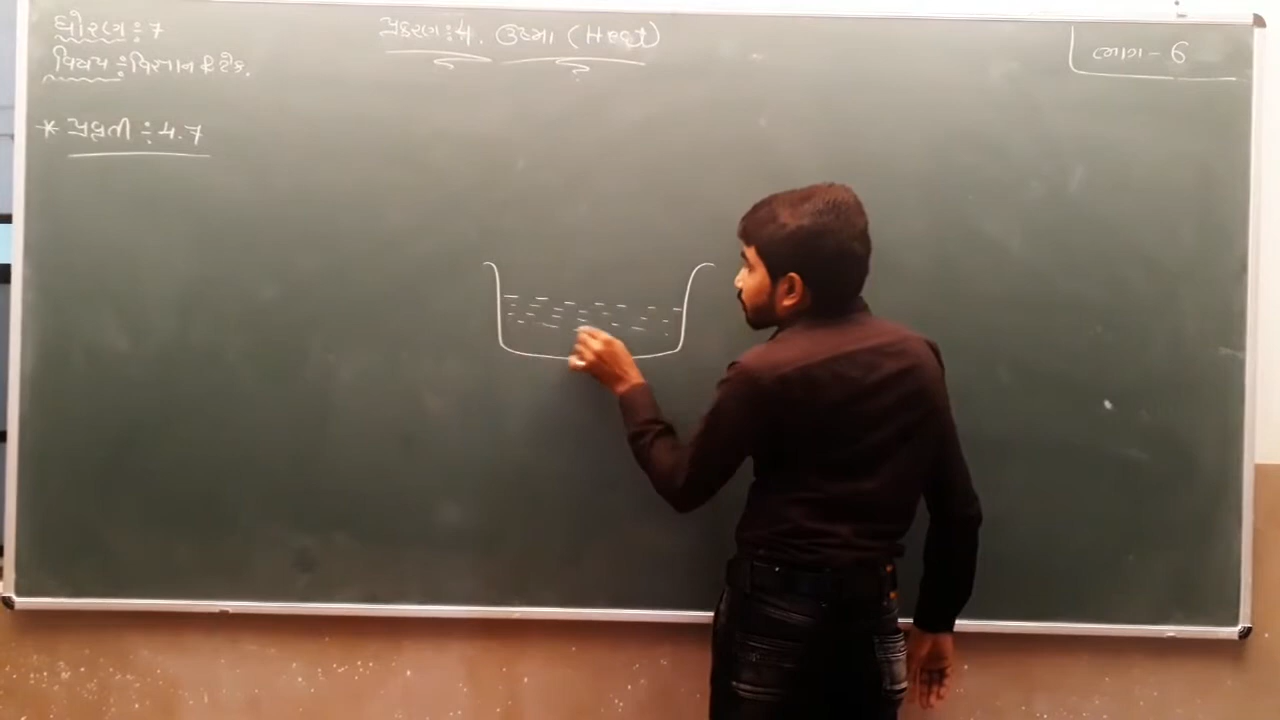 ધોરણ : 7
પ્રકરણ : 4. ઉષ્મા (Heat)
ભાગ - 6
વિષય : વિજ્ઞાન & ટેક.
* પ્રવૃતી : 4.7